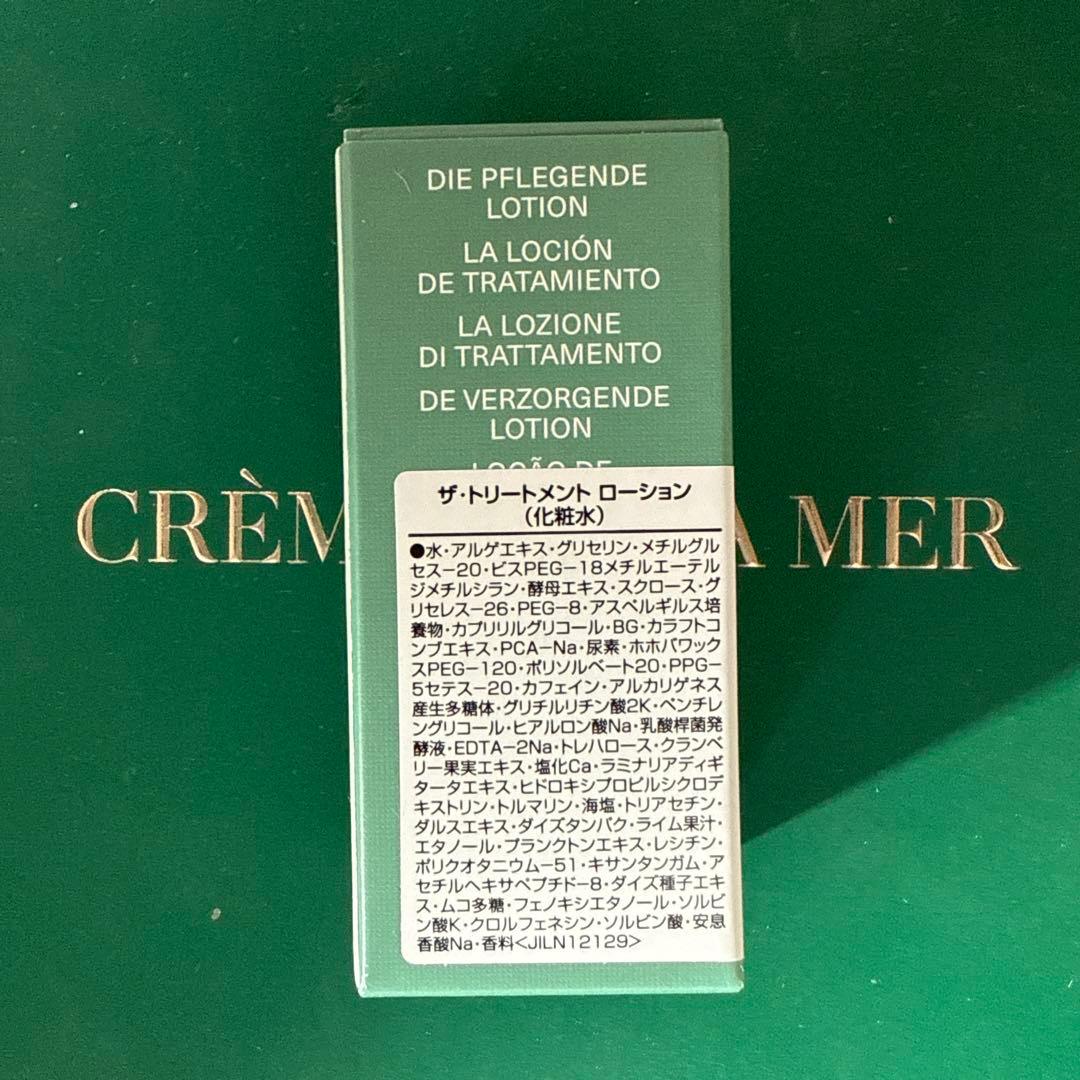 DIE PFLEGENDE
LOTION
LA LOCIÓN
DE TRATAMIENTO
LA LOZIONE
DI TRATTAMENTO
DE VERZORGENDE
LOTION
LOÇÃO DE
CRÈM
A MER
ザ・トリートメント ローション
(化粧水)
●水・アルゲエキス・グリセリン・メチルグル
セス-20・ビスPEG-18メチルエーテル
ジメチルシラン・酵母エキス・スクロース・グ
リセレス-26・PEG-8・アスペルギルス培
養物・カプリリルグリコール・BG・カラフトコ
ンブエキス・PCA-Na・尿素・ホホバワック
スPEG-120・ポリソルベート20・PPG-
5セテス-20・カフェイン・アルカリゲネス
産生多糖体・グリチルリチン酸2K・ペンチレ
ングリコール・ヒアルロン酸Na・乳酸桿菌発
酵液・EDTA-2Na・トレハロース・クランベ
リー果実エキス・塩化Ca・ラミナリアディギ
タータエキス・ヒドロキシプロピルシクロデ
キストリン・トルマリン・海塩・トリアセチン・
ダルスエキス・ダイズタンパク・ライム果汁・
エタノール・プランクトンエキス・レシチン・
ポリクオタニウム-51・キサンタンガム・ア
セチルヘキサペプチド-8・ダイズ種子エキ
ス・ムコ多糖・フェノキシエタノール・ソルビ
ン酸K・クロルフェネシン・ソルビン酸・安息
香酸Na・香料<JILN12129>